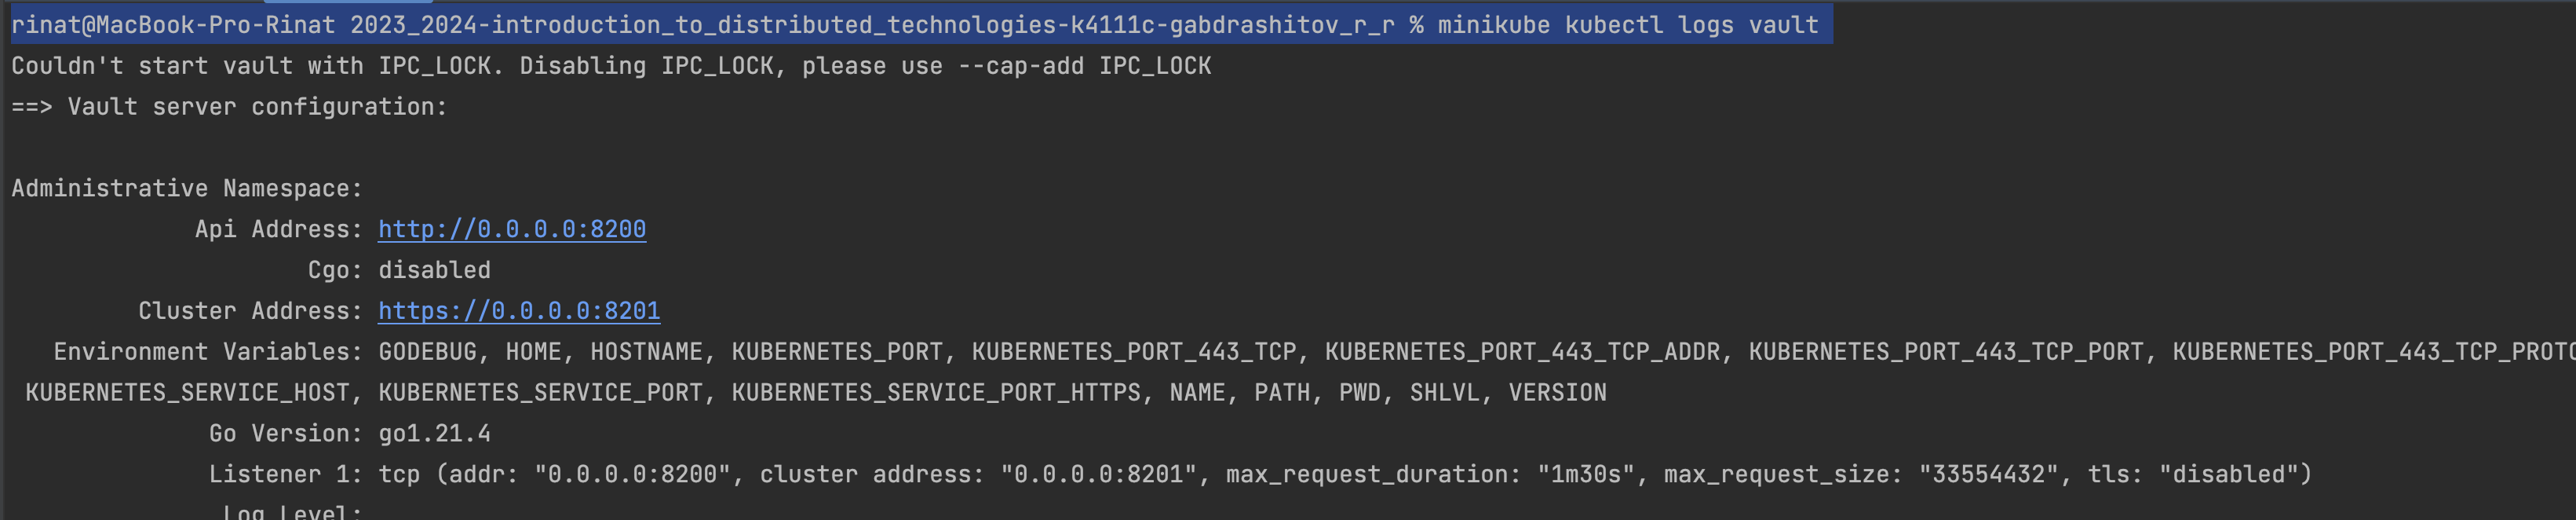 rinat@MacBook-Pro-Rinat 2023_2024-introduction_to_distributed_technologies-k4111c-gabdrashitov_r_r % minikube kubectl logs vault
Couldn't start vault with IPC_LOCK. Disabling IPC_LOCK, please use --cap-add IPC_LOCK
==> Vault server configuration:
Administrative Namespace:
Api Address: http://0.0.0.0:8200
Cgo: disabled
Cluster Address: https://0.0.0.0:8201
Environment Variables: GODEBUG, HOME, HOSTNAME, KUBERNETES_PORT, KUBERNETES_PORT_443_TCP, KUBERNETES_PORT_443_TCP_ADDR, KUBERNETES_PORT_443_TCP_PORT, KUBERNETES_PORT_443_TCP_PROTO
KUBERNETES_SERVICE_HOST, KUBERNETES_SERVICE_PORT, KUBERNETES_SERVICE_PORT_HTTPS, NAME, PATH, PWD, SHLVL, VERSION
Go Version: go1.21.4
Listener 1: tcp (addr: "0.0.0.0:8200", cluster address: "0.0.0.0:8201", max_request_duration: "1m30s", max_request_size: "33554432", tls: "disabled")
Log Level: